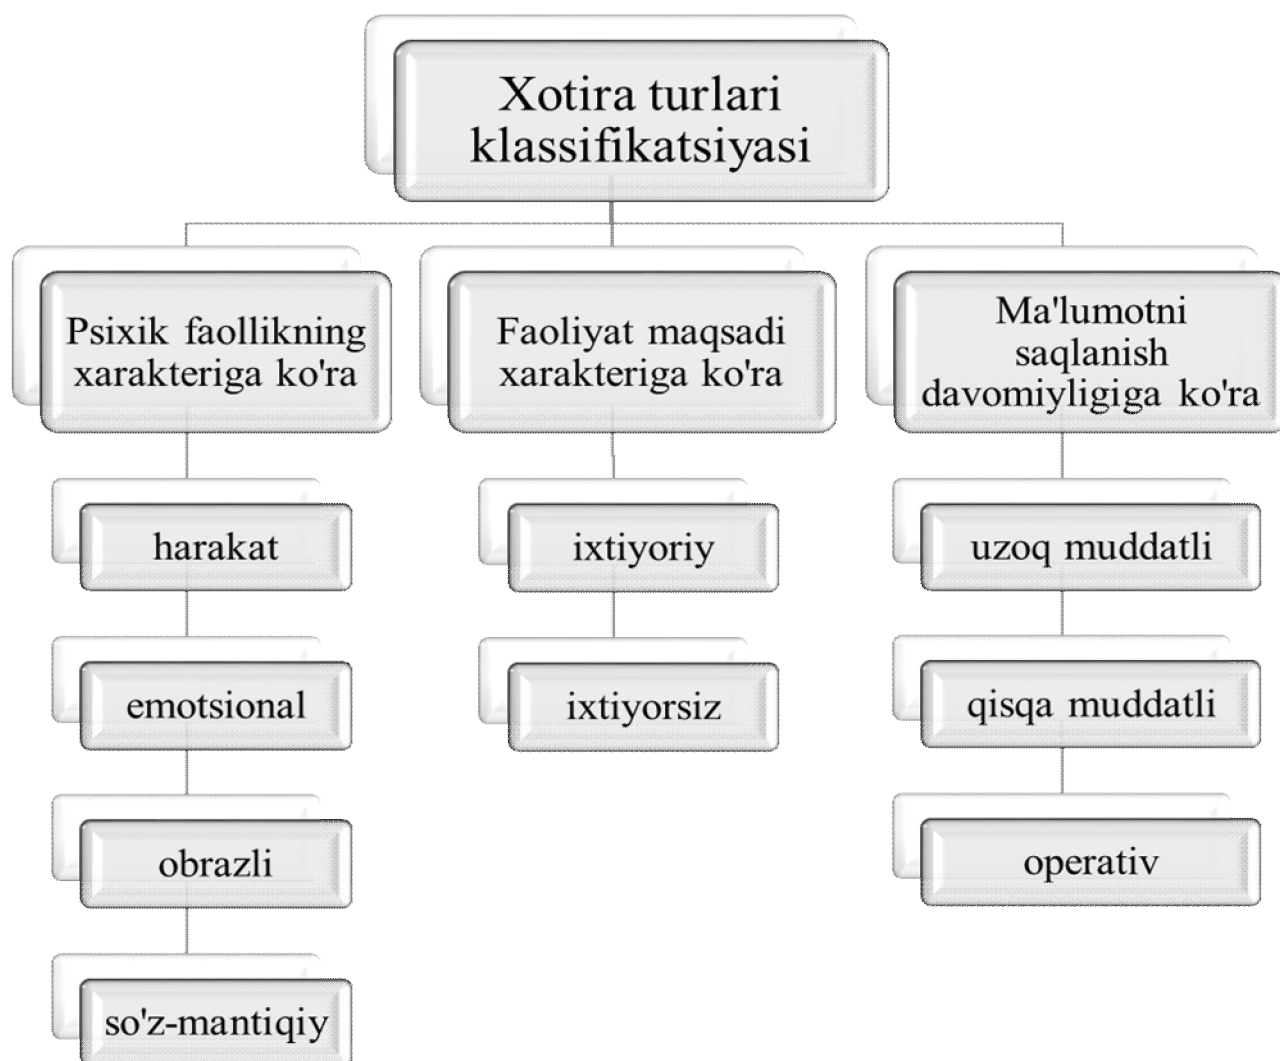 Xotira turlari
klassifikatsiyasi
Psixik faollikning
xarakteriga ko'ra
harakat
emotsional
obrazli
so'z-mantiqiy
Faoliyat maqsadi
xarakteriga ko'ra
ixtiyoriy
ixtiyorsiz
Ma'lumotni
saqlanish
davomiyligiga ko'ra
uzoq muddatli
qisqa muddatli
operativ